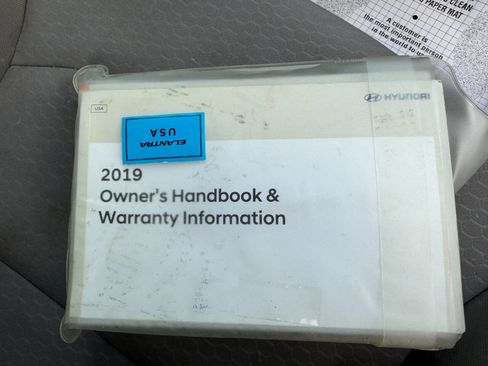 CLEAN
PAPER MAT
A customer is
the most important person
in the world to us
HYUNDAI
USA
ELANTRA
USA
2019
Owner's Handbook &
Warranty Information